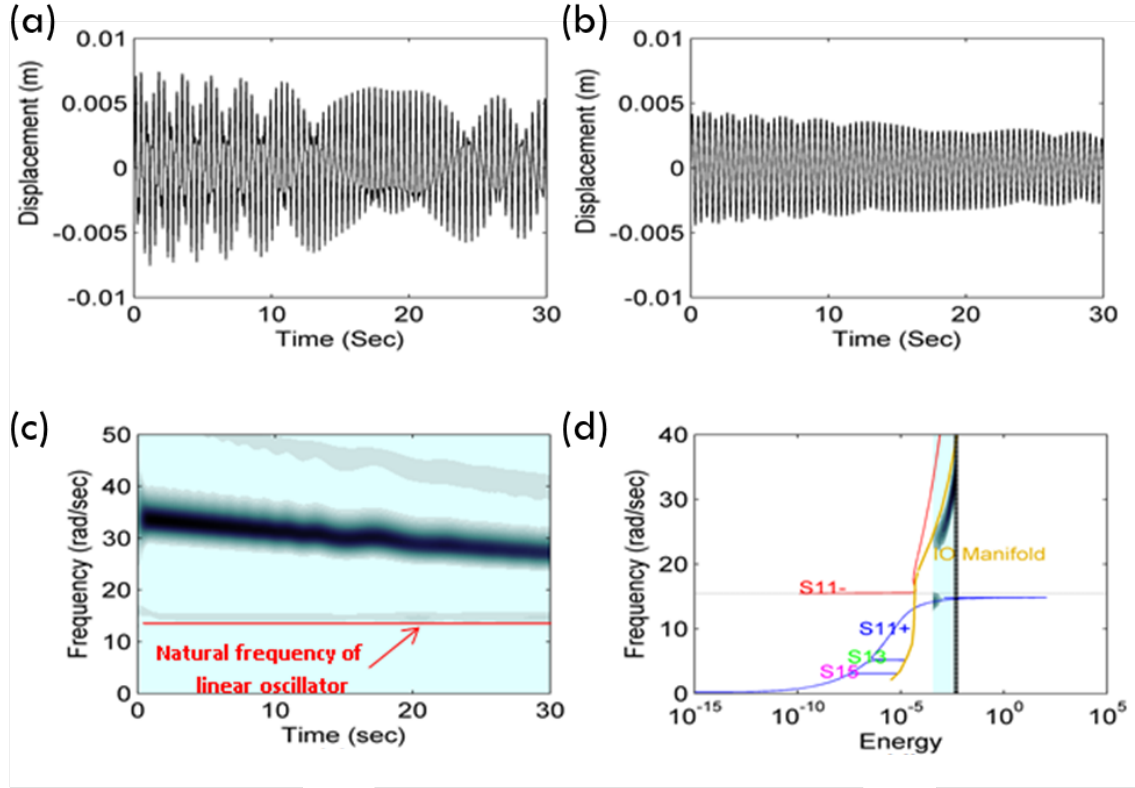 (a)
0.01
0.005
0
-0.005
-0.01
Displacement (m)
0
10
20
30
Time (Sec)
(b)
0.01
0.005
0
-0.005
-0.01
Displacement (m)
0
10
20
30
Time (Sec)
(c)
50
40
30
20
10
0
Frequency (rad/sec)
Natural frequency of
linear oscillator
0
10
20
30
Time (sec)
(d)
40
30
20
10
0
Frequency (rad/sec)
IO Manifold
S11-
S11+
S13
S15
10^-15
10^-10
10^-5
10^0
10^5
Energy